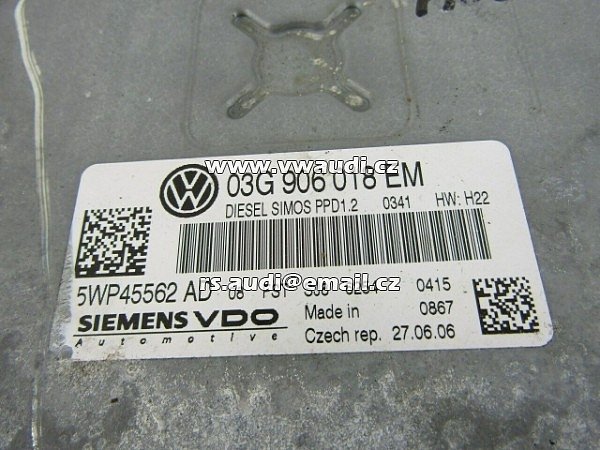 www.vwaudi.cz
03G 906 018 EM
DIESEL SIMOS PPD1.2 0341 HW: H22
rs-audi@email.cz
5WP45562 AD 08 0415
SIEMENS VDO
Automotive
Made in 0867
Czech rep. 27.06.06